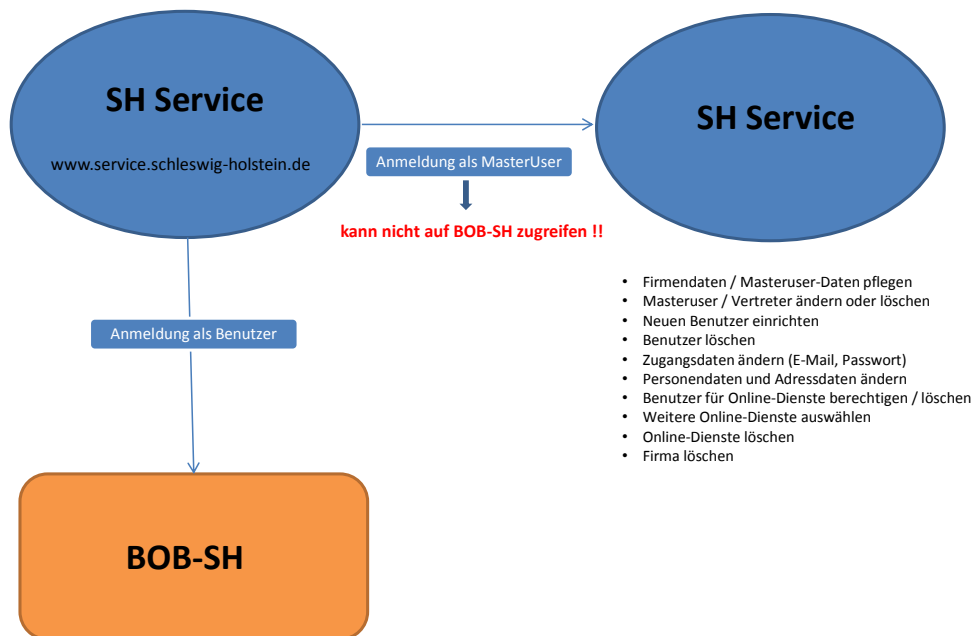 SH Service
www.service.schleswig-holstein.de
SH Service
Anmeldung als MasterUser
kann nicht auf BOB-SH zugreifen !!
• Firmendaten / Masteruser-Daten pflegen
• Masteruser / Vertreter ändern oder löschen
• Neuen Benutzer einrichten
• Benutzer löschen
• Zugangsdaten ändern (E-Mail, Passwort)
• Personendaten und Adressdaten ändern
• Benutzer für Online-Dienste berechtigen / löschen
• Weitere Online-Dienste auswählen
• Online-Dienste löschen
• Firma löschen
Anmeldung als Benutzer
BOB-SH